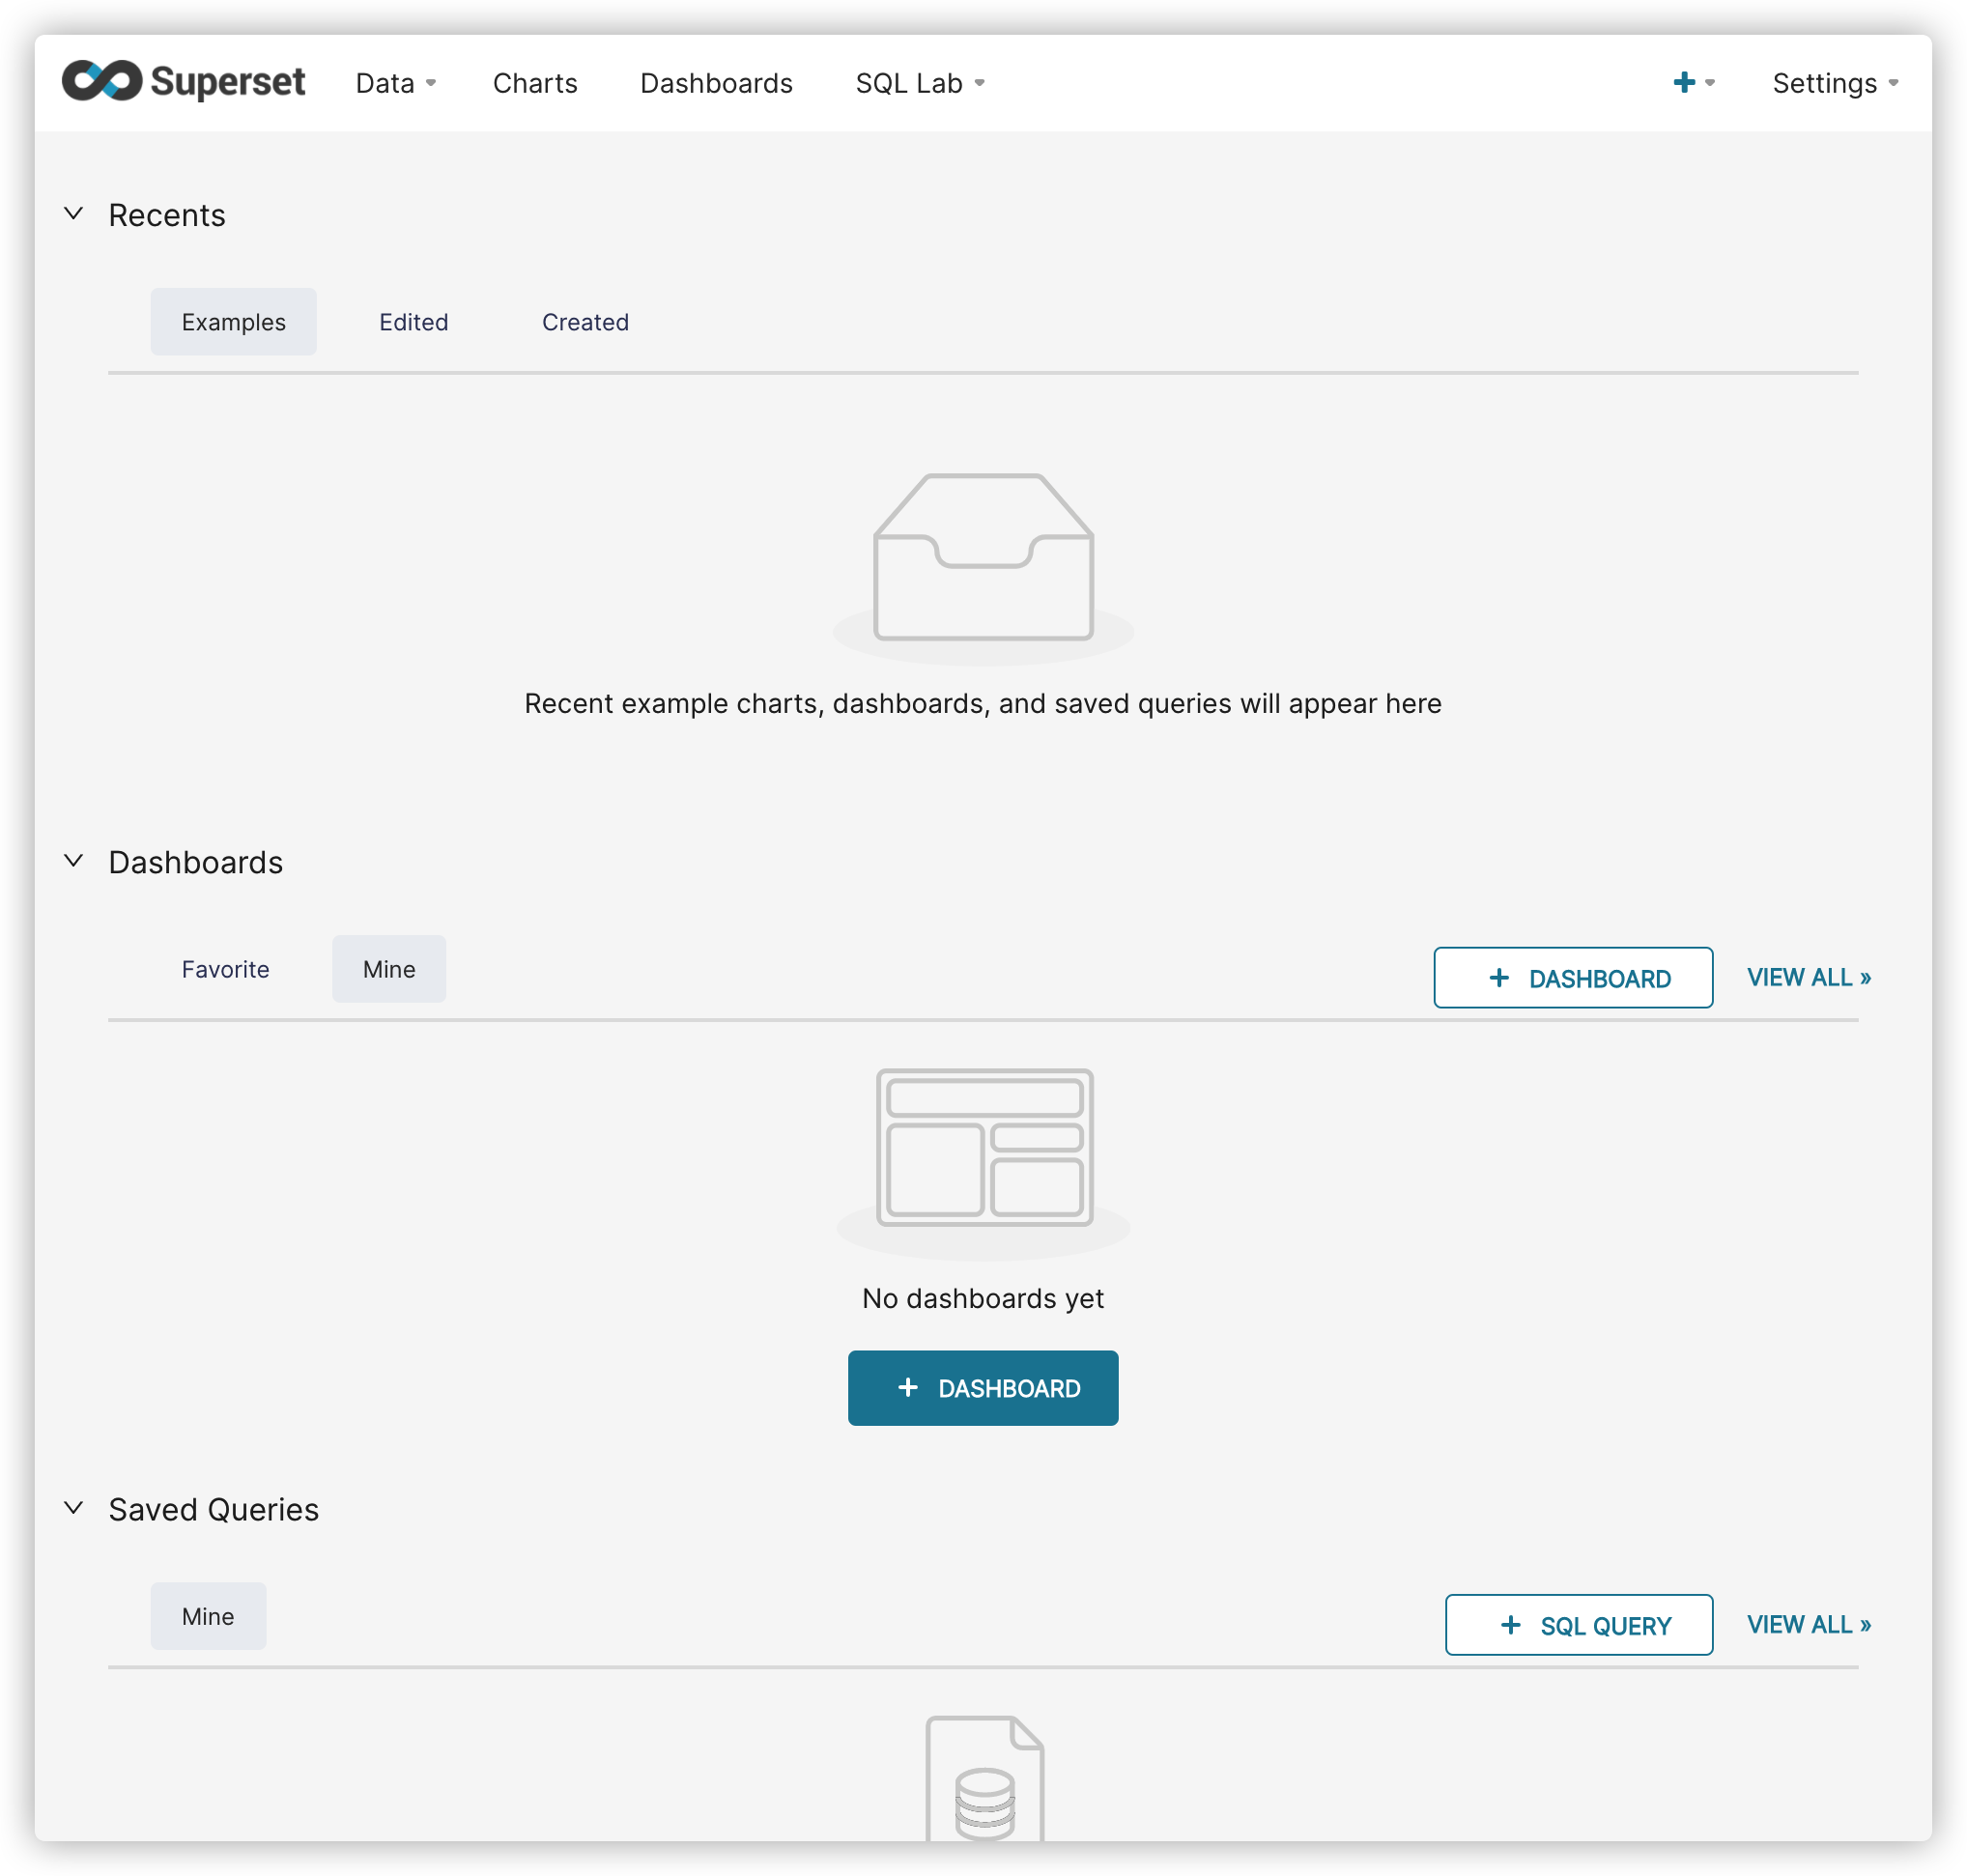 Superset Data Charts Dashboards SQL Lab + Settings
Recents
Examples Edited Created
Recent example charts, dashboards, and saved queries will appear here
Dashboards
Favorite Mine + DASHBOARD VIEW ALL »
No dashboards yet
+ DASHBOARD
Saved Queries
Mine + SQL QUERY VIEW ALL »